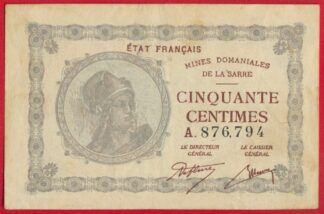 ÉTAT FRANÇAIS
MINES DOMANIALES
DE LA SARRE
CINQUANTE
CENTIMES
A. 876,794
LE DIRECTEUR
GÉNÉRAL
LE CAISSIER
GÉNÉRAL